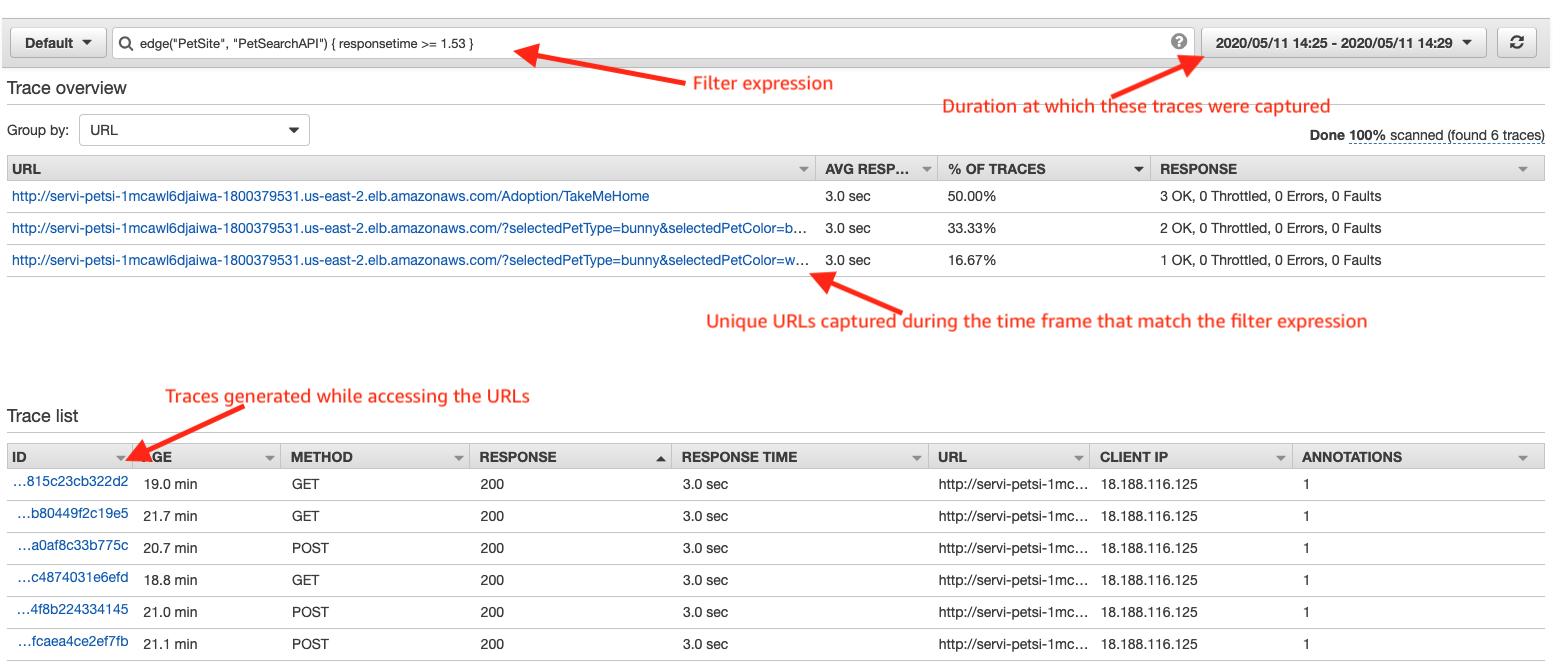 Default edge("PetSite", "PetSearchAPI") { responsetime >= 1.53 } ? 2020/05/11 14:25 - 2020/05/11 14:29
Filter expression
Trace overview
Duration at which these traces were captured
Group by: URL
Done 100% scanned (found 6 traces)
URL AVG RESP... % OF TRACES RESPONSE
http://servi-petsi-1mcawl6djaiwa-1800379531.us-east-2.elb.amazonaws.com/Adoption/TakeMeHome 3.0 sec 50.00% 3 OK, 0 Throttled, 0 Errors, 0 Faults
http://servi-petsi-1mcawl6djaiwa-1800379531.us-east-2.elb.amazonaws.com/?selectedPetType=bunny&selectedPetColor=b... 3.0 sec 33.33% 2 OK, 0 Throttled, 0 Errors, 0 Faults
http://servi-petsi-1mcawl6djaiwa-1800379531.us-east-2.elb.amazonaws.com/?selectedPetType=bunny&selectedPetColor=w... 3.0 sec 16.67% 1 OK, 0 Throttled, 0 Errors, 0 Faults
Unique URLs captured during the time frame that match the filter expression
Traces generated while accessing the URLs
Trace list
ID AGE METHOD RESPONSE RESPONSE TIME URL CLIENT IP ANNOTATIONS
...815c23cb322d2 19.0 min GET 200 3.0 sec http://servi-petsi-1mc... 18.188.116.125 1
...b80449f2c19e5 21.7 min GET 200 3.0 sec http://servi-petsi-1mc... 18.188.116.125 1
...a0af8c33b775c 20.7 min POST 200 3.0 sec http://servi-petsi-1mc... 18.188.116.125 1
...c4874031e6efd 18.8 min GET 200 3.0 sec http://servi-petsi-1mc... 18.188.116.125 1
...4f8b224334145 21.0 min POST 200 3.0 sec http://servi-petsi-1mc... 18.188.116.125 1
...fcaea4ce2ef7fb 21.1 min POST 200 3.0 sec http://servi-petsi-1mc... 18.188.116.125 1